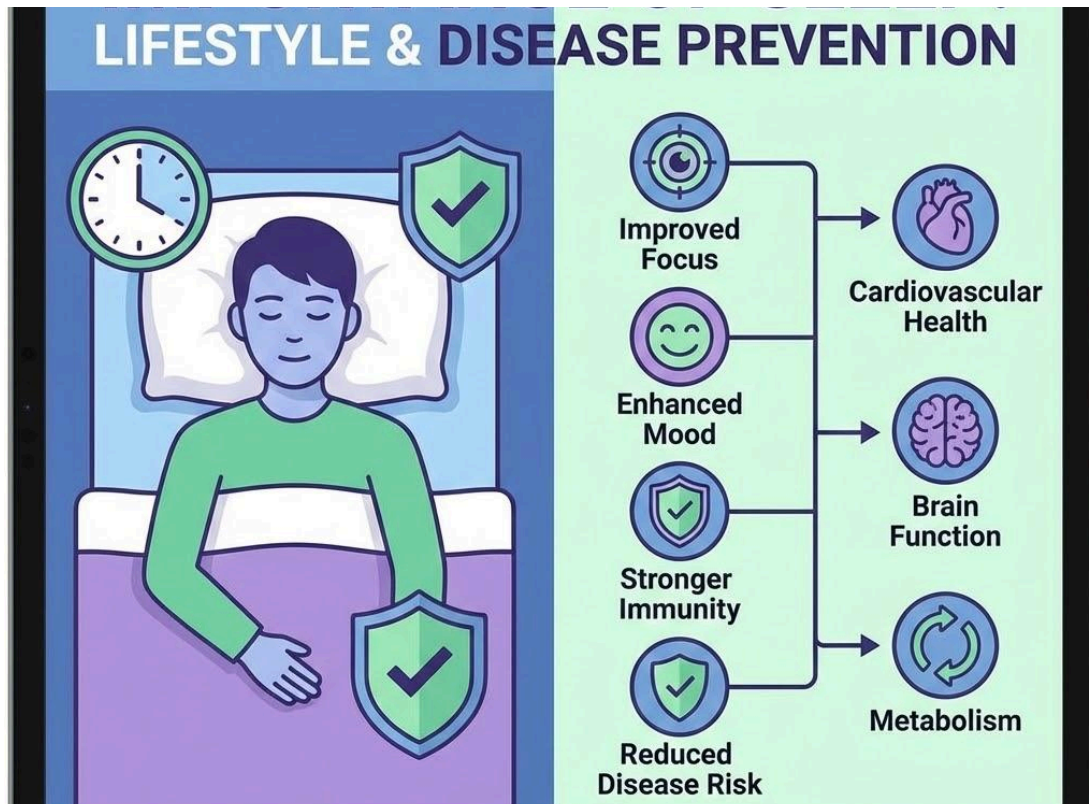 LIFESTYLE & DISEASE PREVENTION
Improved
Focus
Enhanced
Mood
Stronger
Immunity
Reduced
Disease Risk
Cardiovascular
Health
Brain
Function
Metabolism